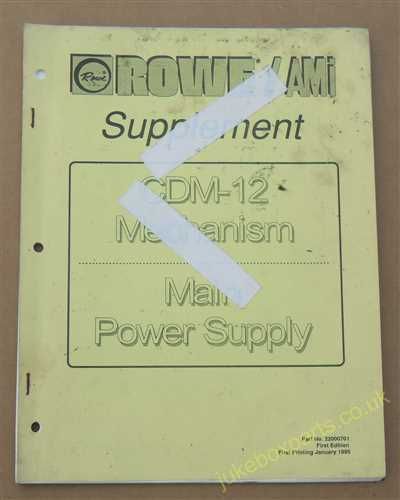 Rowe
ROWE / AMi
Supplement
CDM-12
Mechanism
Main
Power Supply
Part No. 22000701
First Edition
First Printing January 1995
jukeboxparts.co.uk